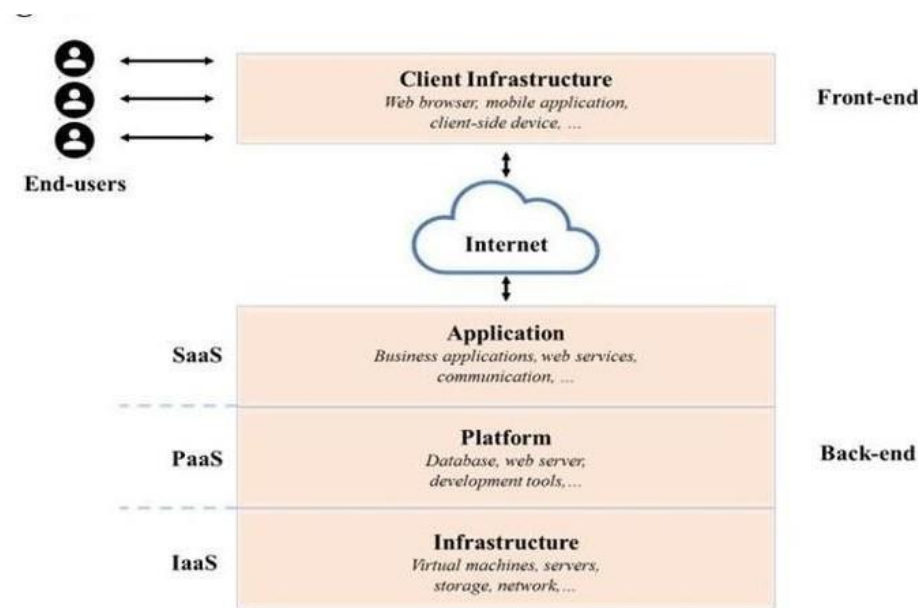 Client Infrastructure
Web browser, mobile application,
client-side device, ...
Front-end
End-users
Internet
Application
Business applications, web services,
communication, ...
SaaS
Platform
Database, web server,
development tools,...
PaaS
Back-end
Infrastructure
Virtual machines, servers,
storage, network,...
IaaS